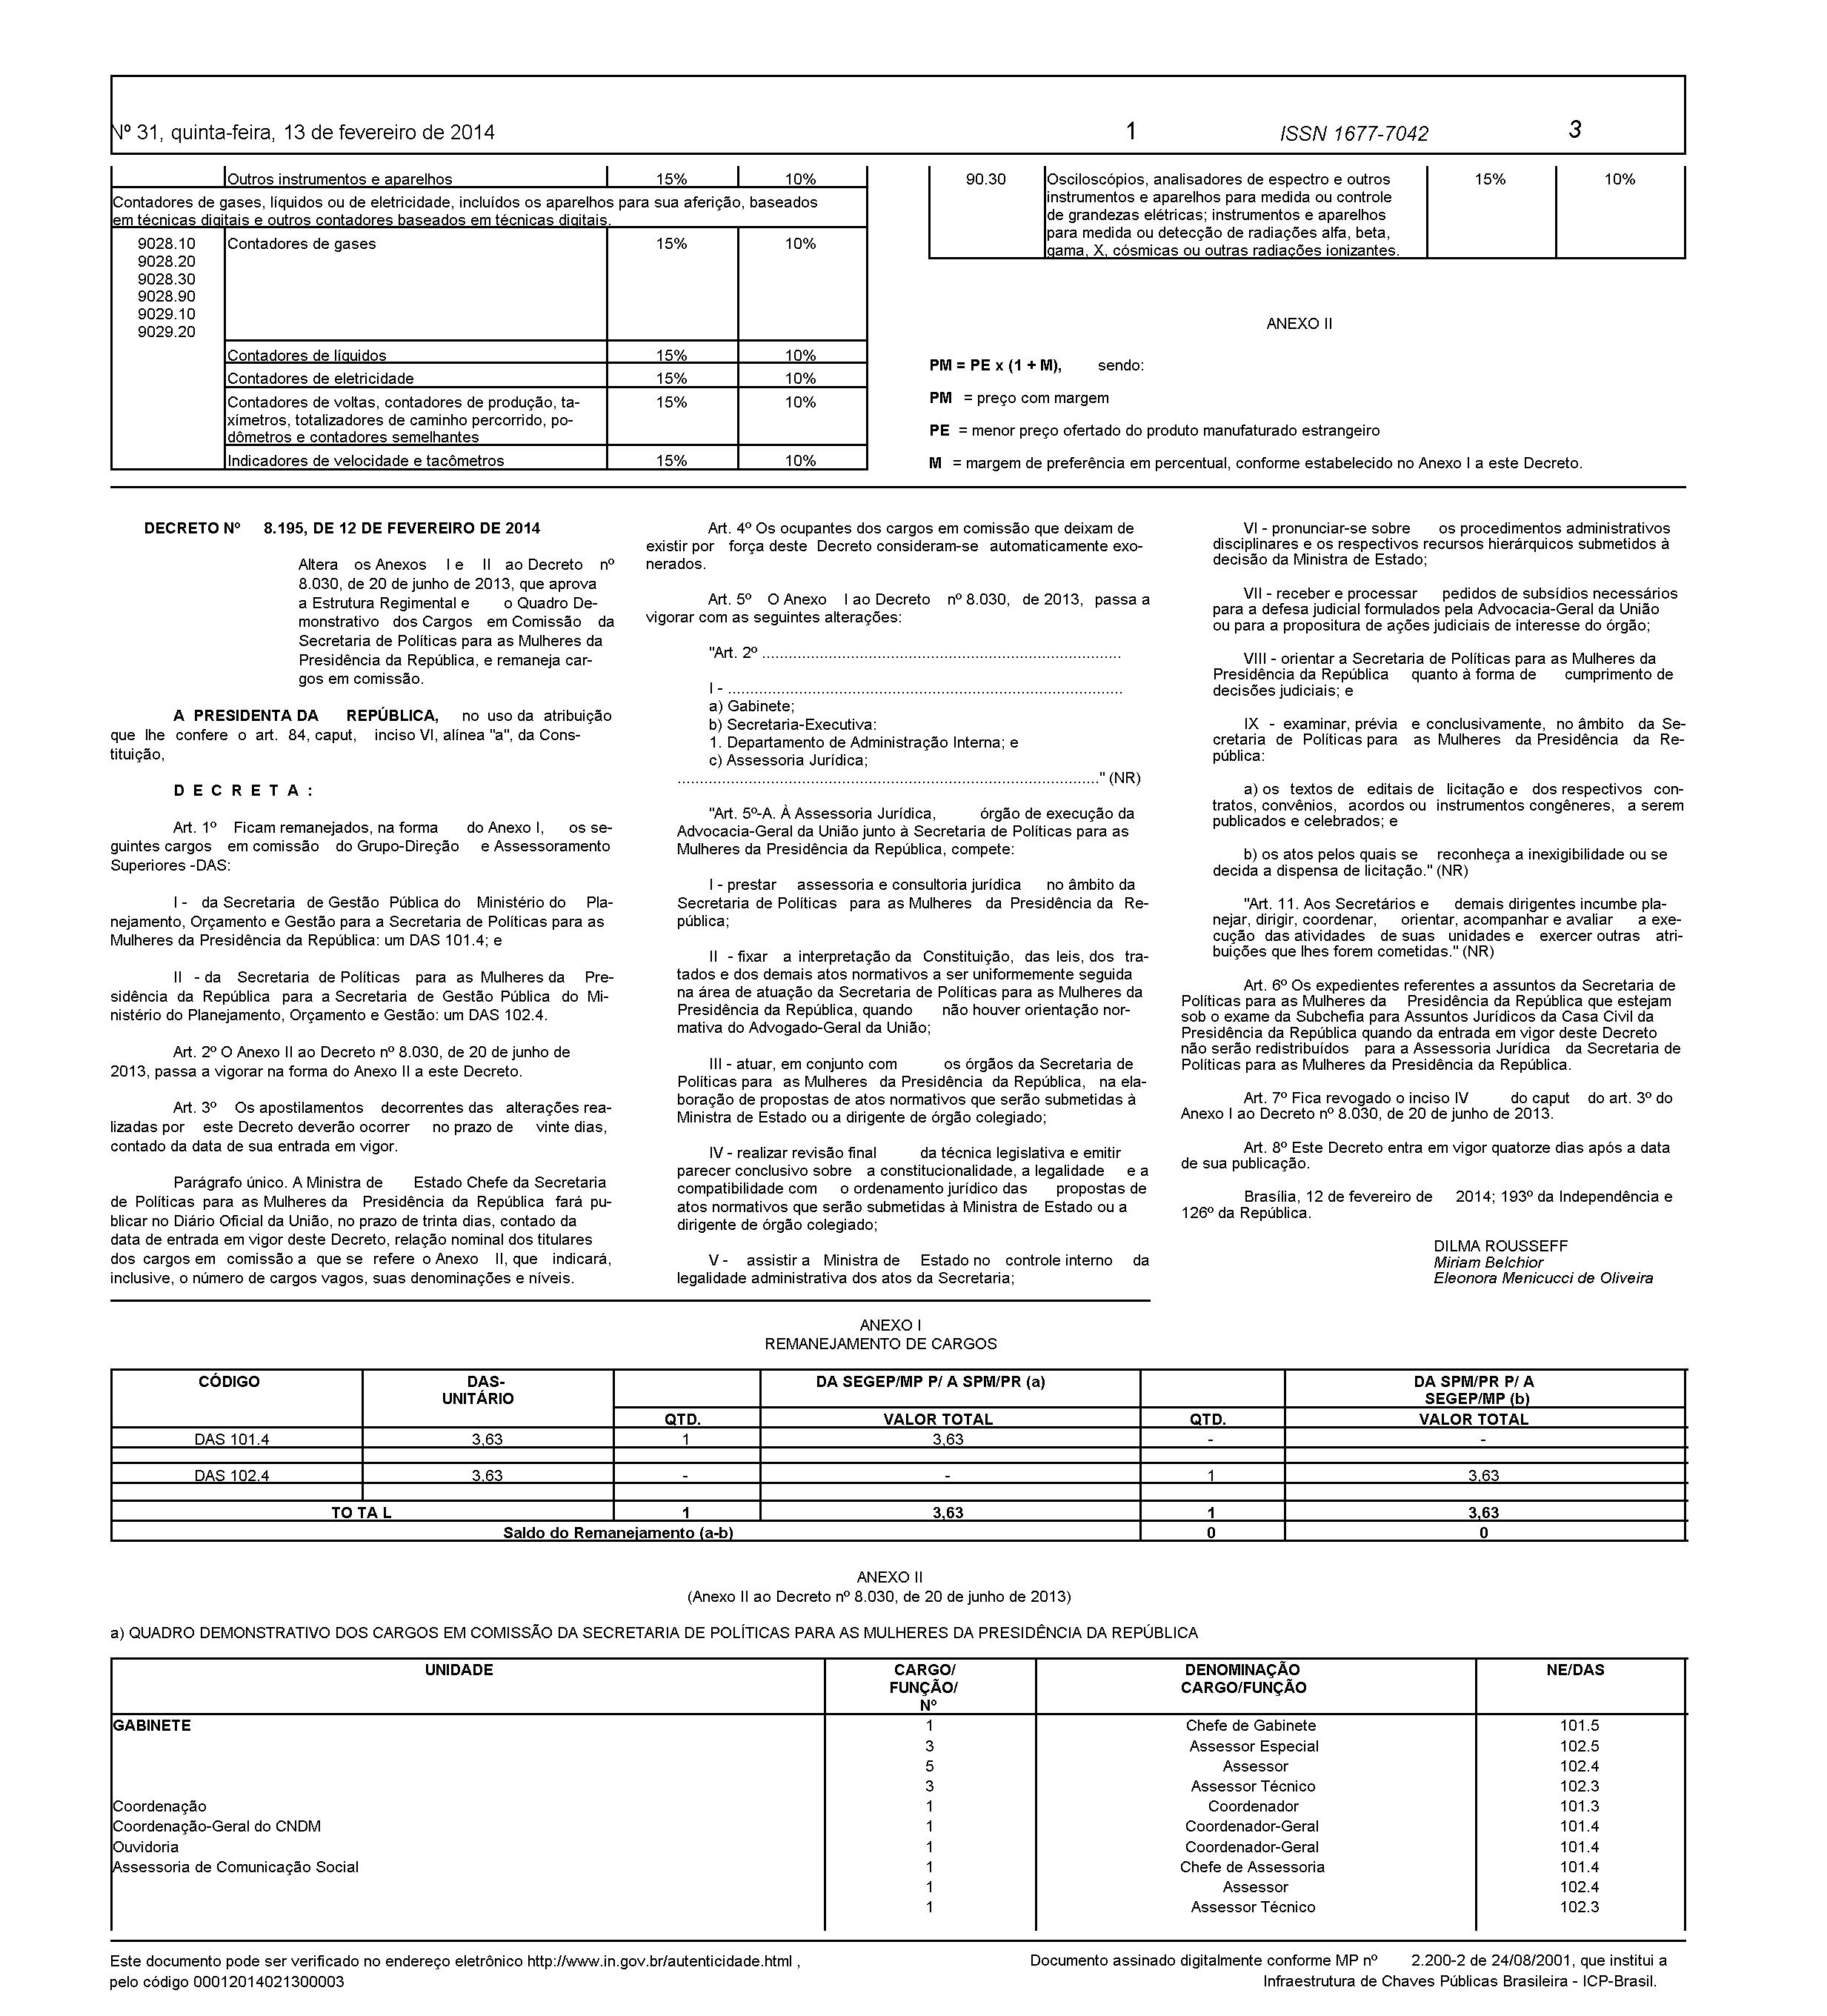 Nº 31, quinta-feira, 13 de fevereiro de 2014 1 ISSN 1677-7042 3
Outros instrumentos e aparelhos 15% 10%
Contadores de gases, líquidos ou de eletricidade, incluídos os aparelhos para sua aferição, baseados
em técnicas digitais e outros contadores baseados em técnicas digitais.
9028.10 Contadores de gases 15% 10%
9028.20
9028.30
9028.90
9029.10
9029.20
Contadores de líquidos 15% 10%
Contadores de eletricidade 15% 10%
Contadores de voltas, contadores de produção, ta- 15% 10%
xímetros, totalizadores de caminho percorrido, po-
dômetros e contadores semelhantes
Indicadores de velocidade e tacômetros 15% 10%
90.30 Osciloscópios, analisadores de espectro e outros 15% 10%
instrumentos e aparelhos para medida ou controle
de grandezas elétricas; instrumentos e aparelhos
para medida ou detecção de radiações alfa, beta,
gama, X, cósmicas ou outras radiações ionizantes.
ANEXO II
PM = PE x (1 + M), sendo:
PM = preço com margem
PE = menor preço ofertado do produto manufaturado estrangeiro
M = margem de preferência em percentual, conforme estabelecido no Anexo I a este Decreto.
DECRETO Nº 8.195, DE 12 DE FEVEREIRO DE 2014
Altera os Anexos I e II ao Decreto nº
8.030, de 20 de junho de 2013, que aprova
a Estrutura Regimental e o Quadro De-
monstrativo dos Cargos em Comissão da
Secretaria de Políticas para as Mulheres da
Presidência da República, e remaneja car-
gos em comissão.
A PRESIDENTA DA REPÚBLICA, no uso da atribuição
que lhe confere o art. 84, caput, inciso VI, alínea "a", da Cons-
tituição,
D E C R E T A :
Art. 1º Ficam remanejados, na forma do Anexo I, os se-
guintes cargos em comissão do Grupo-Direção e Assessoramento
Superiores -DAS:
I - da Secretaria de Gestão Pública do Ministério do Pla-
nejamento, Orçamento e Gestão para a Secretaria de Políticas para as
Mulheres da Presidência da República: um DAS 101.4; e
II - da Secretaria de Políticas para as Mulheres da Pre-
sidência da República para a Secretaria de Gestão Pública do Mi-
nistério do Planejamento, Orçamento e Gestão: um DAS 102.4.
Art. 2º O Anexo II ao Decreto nº 8.030, de 20 de junho de
2013, passa a vigorar na forma do Anexo II a este Decreto.
Art. 3º Os apostilamentos decorrentes das alterações rea-
lizadas por este Decreto deverão ocorrer no prazo de vinte dias,
contado da data de sua entrada em vigor.
Parágrafo único. A Ministra de Estado Chefe da Secretaria
de Políticas para as Mulheres da Presidência da República fará pu-
blicar no Diário Oficial da União, no prazo de trinta dias, contado da
data de entrada em vigor deste Decreto, relação nominal dos titulares
dos cargos em comissão a que se refere o Anexo II, que indicará,
inclusive, o número de cargos vagos, suas denominações e níveis.
Art. 4º Os ocupantes dos cargos em comissão que deixam de
existir por força deste Decreto consideram-se automaticamente exo-
nerados.
Art. 5º O Anexo I ao Decreto nº 8.030, de 2013, passa a
vigorar com as seguintes alterações:
"Art. 2º .................................................................................
I - .........................................................................................
a) Gabinete;
b) Secretaria-Executiva:
1. Departamento de Administração Interna; e
c) Assessoria Jurídica;
..............................................................................................." (NR)
"Art. 5º-A. À Assessoria Jurídica, órgão de execução da
Advocacia-Geral da União junto à Secretaria de Políticas para as
Mulheres da Presidência da República, compete:
I - prestar assessoria e consultoria jurídica no âmbito da
Secretaria de Políticas para as Mulheres da Presidência da Re-
pública;
II - fixar a interpretação da Constituição, das leis, dos tra-
tados e dos demais atos normativos a ser uniformemente seguida
na área de atuação da Secretaria de Políticas para as Mulheres da
Presidência da República, quando não houver orientação nor-
mativa do Advogado-Geral da União;
III - atuar, em conjunto com os órgãos da Secretaria de
Políticas para as Mulheres da Presidência da República, na ela-
boração de propostas de atos normativos que serão submetidas à
Ministra de Estado ou a dirigente de órgão colegiado;
IV - realizar revisão final da técnica legislativa e emitir
parecer conclusivo sobre a constitucionalidade, a legalidade e a
compatibilidade com o ordenamento jurídico das propostas de
atos normativos que serão submetidas à Ministra de Estado ou a
dirigente de órgão colegiado;
V - assistir a Ministra de Estado no controle interno da
legalidade administrativa dos atos da Secretaria;
VI - pronunciar-se sobre os procedimentos administrativos
disciplinares e os respectivos recursos hierárquicos submetidos à
decisão da Ministra de Estado;
VII - receber e processar pedidos de subsídios necessários
para a defesa judicial formulados pela Advocacia-Geral da União
ou para a propositura de ações judiciais de interesse do órgão;
VIII - orientar a Secretaria de Políticas para as Mulheres da
Presidência da República quanto à forma de cumprimento de
decisões judiciais; e
IX - examinar, prévia e conclusivamente, no âmbito da Se-
cretaria de Políticas para as Mulheres da Presidência da Re-
pública:
a) os textos de editais de licitação e dos respectivos con-
tratos, convênios, acordos ou instrumentos congêneres, a serem
publicados e celebrados; e
b) os atos pelos quais se reconheça a inexigibilidade ou se
decida a dispensa de licitação." (NR)
"Art. 11. Aos Secretários e demais dirigentes incumbe pla-
nejar, dirigir, coordenar, orientar, acompanhar e avaliar a exe-
cução das atividades de suas unidades e exercer outras atri-
buições que lhes forem cometidas." (NR)
Art. 6º Os expedientes referentes a assuntos da Secretaria de
Políticas para as Mulheres da Presidência da República que estejam
sob o exame da Subchefia para Assuntos Jurídicos da Casa Civil da
Presidência da República quando da entrada em vigor deste Decreto
não serão redistribuídos para a Assessoria Jurídica da Secretaria de
Políticas para as Mulheres da Presidência da República.
Art. 7º Fica revogado o inciso IV do caput do art. 3º do
Anexo I ao Decreto nº 8.030, de 20 de junho de 2013.
Art. 8º Este Decreto entra em vigor quatorze dias após a data
de sua publicação.
Brasília, 12 de fevereiro de 2014; 193º da Independência e
126º da República.
DILMA ROUSSEFF
Miriam Belchior
Eleonora Menicucci de Oliveira
ANEXO I
REMANEJAMENTO DE CARGOS
CÓDIGO DAS- DA SEGEP/MP P/ A SPM/PR (a) DA SPM/PR P/ A
UNITÁRIO SEGEP/MP (b)
QTD. VALOR TOTAL QTD. VALOR TOTAL
DAS 101.4 3,63 1 3,63 - -
DAS 102.4 3,63 - - 1 3,63
TO TA L 1 3,63 1 3,63
Saldo do Remanejamento (a-b) 0 0
ANEXO II
(Anexo II ao Decreto nº 8.030, de 20 de junho de 2013)
a) QUADRO DEMONSTRATIVO DOS CARGOS EM COMISSÃO DA SECRETARIA DE POLÍTICAS PARA AS MULHERES DA PRESIDÊNCIA DA REPÚBLICA
UNIDADE CARGO/ DENOMINAÇÃO NE/DAS
FUNÇÃO/ CARGO/FUNÇÃO
Nº
GABINETE 1 Chefe de Gabinete 101.5
3 Assessor Especial 102.5
5 Assessor 102.4
3 Assessor Técnico 102.3
Coordenação 1 Coordenador 101.3
Coordenação-Geral do CNDM 1 Coordenador-Geral 101.4
Ouvidoria 1 Coordenador-Geral 101.4
Assessoria de Comunicação Social 1 Chefe de Assessoria 101.4
1 Assessor 102.4
1 Assessor Técnico 102.3
Este documento pode ser verificado no endereço eletrônico http://www.in.gov.br/autenticidade.html ,
pelo código 00012014021300003
Documento assinado digitalmente conforme MP nº 2.200-2 de 24/08/2001, que institui a
Infraestrutura de Chaves Públicas Brasileira - ICP-Brasil.